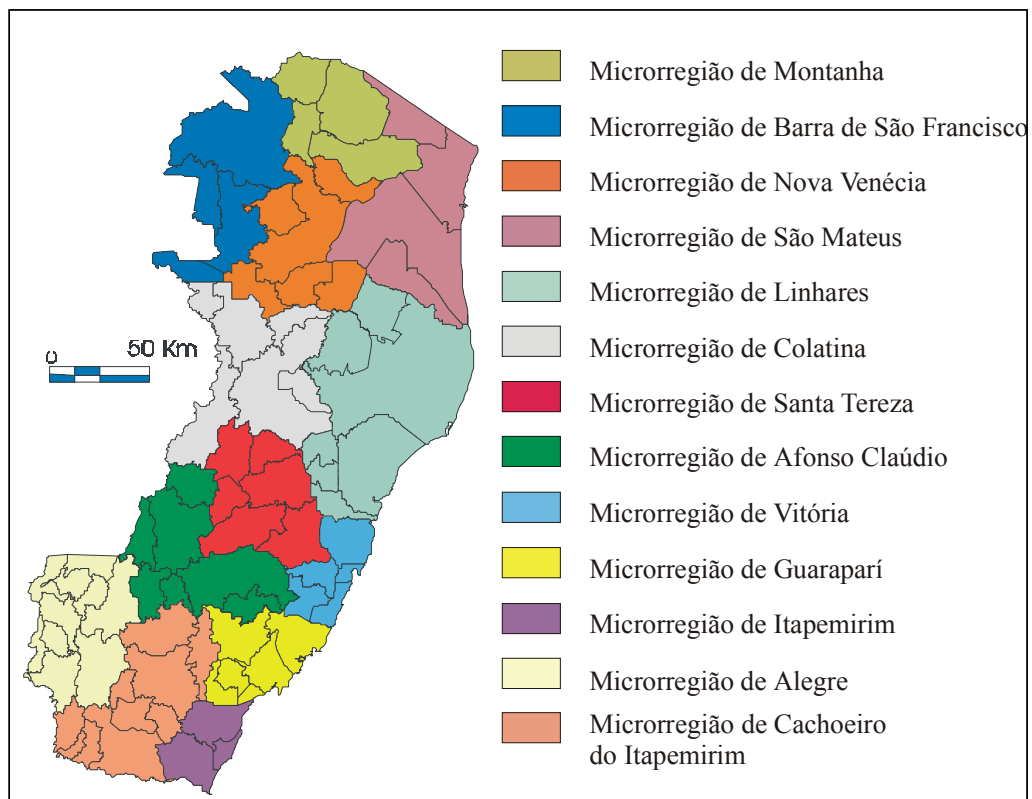 Microrregião de Montanha
Microrregião de Barra de São Francisco
Microrregião de Nova Venécia
Microrregião de São Mateus
Microrregião de Linhares
0 50 Km
Microrregião de Colatina
Microrregião de Santa Tereza
Microrregião de Afonso Claúdio
Microrregião de Vitória
Microrregião de Guaraparí
Microrregião de Itapemirim
Microrregião de Alegre
Microrregião de Cachoeiro
do Itapemirim